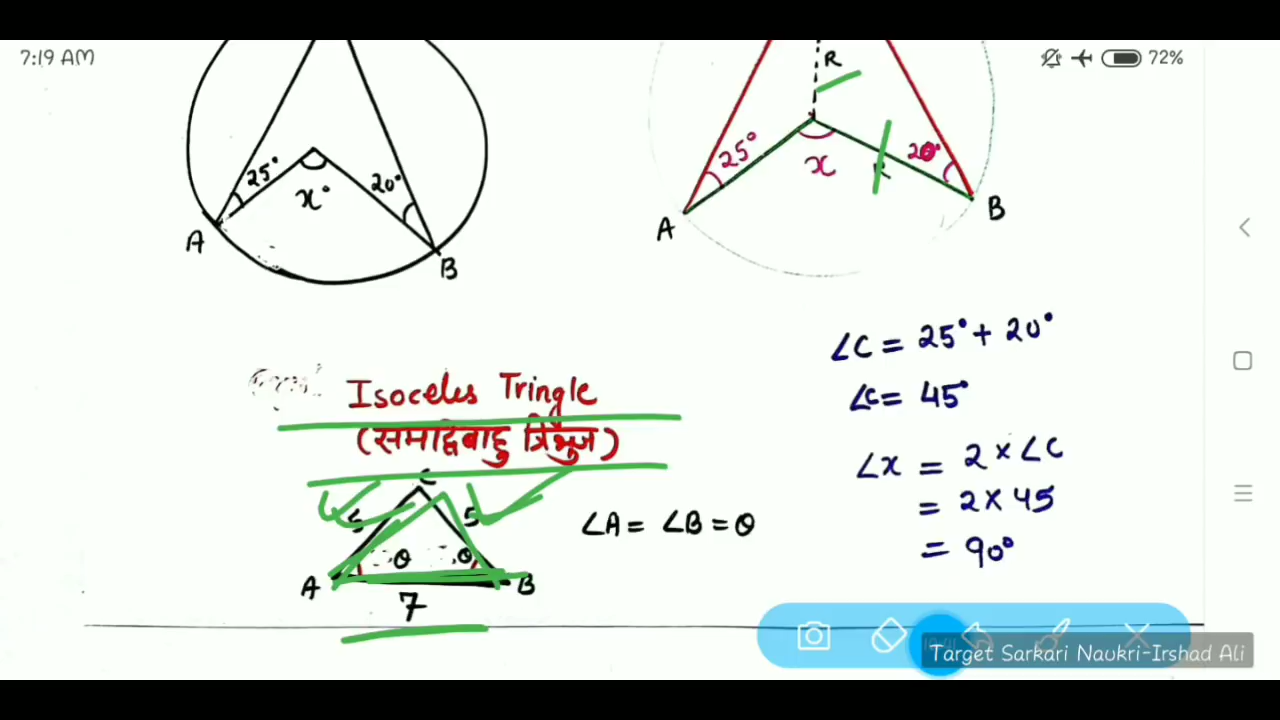 7:19 AM
72%
25°
20°
x°
A
B
R
25°
20°
x
R
A
B
∠C = 25° + 20°
∠C = 45°
∠x = 2 × ∠C
= 2 × 45
= 90°
Isoceles Tringle
(समाद्विबाहु त्रिभुज)
C
5
5
θ
θ
A
B
7
∠A = ∠B = θ
Target Sarkari Naukri-Irshad Ali